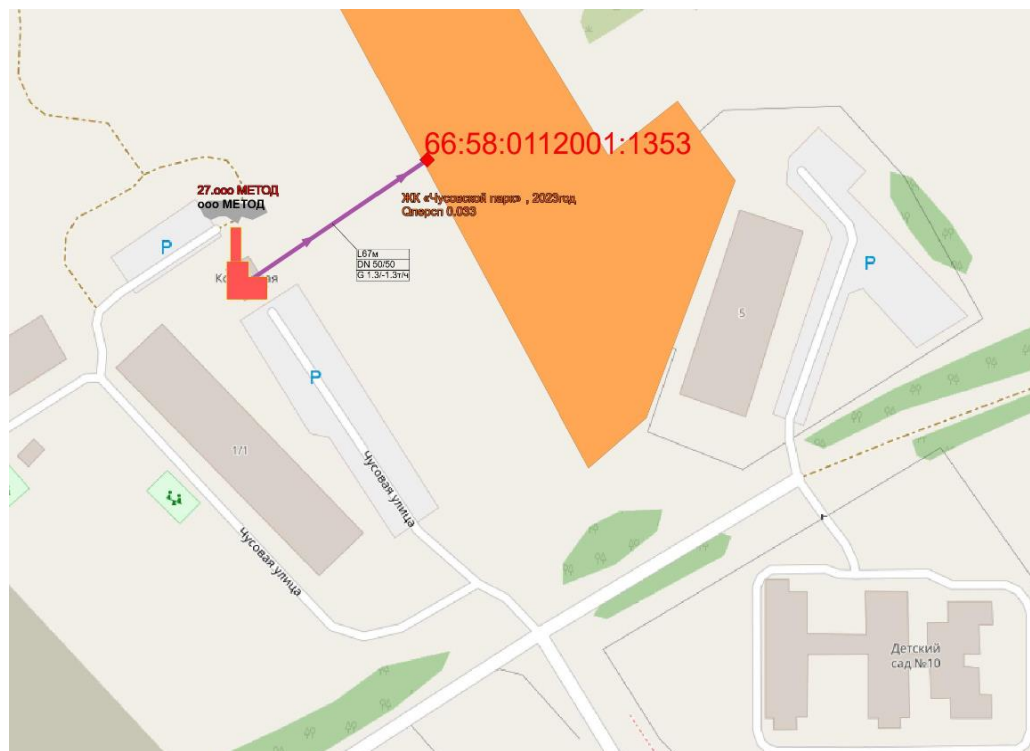 66:58:0112001:1353
27.ооо МЕТОД
ооо МЕТОД
ЖК «Чусовской парк» , 2023год
Qперсп 0.033
P
L67м
DN 50/50
G 1.3/-1.3т/ч
P
5
P
1/1
Чусовая улица
Чусовая улица
Детский
сад №10